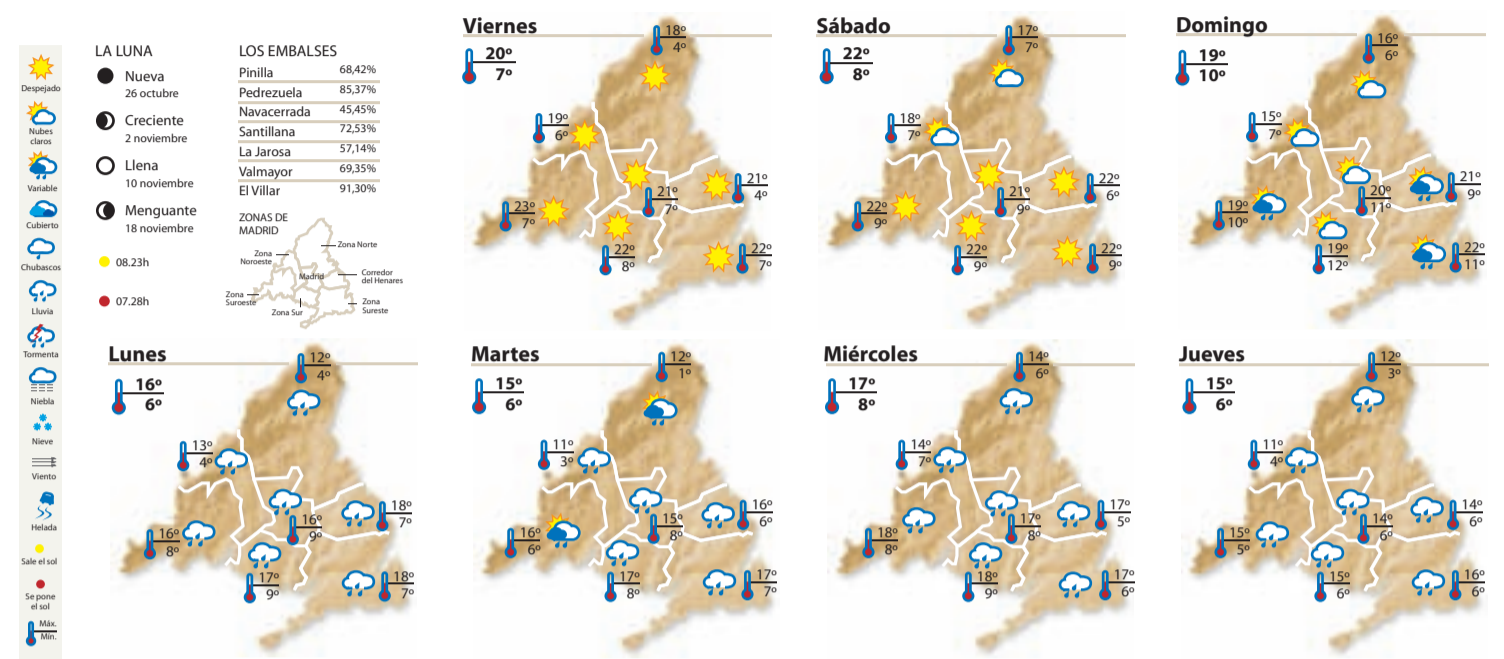 Despejado
Nubes
claros
Variable
Cubierto
Chubascos
Lluvia
Tormenta
Niebla
Nieve
Viento
Helada
Sale el sol
Se pone
el sol
Máx.
Mín.
LA LUNA
Nueva
26 octubre
Creciente
2 noviembre
Llena
10 noviembre
Menguante
18 noviembre
08.23h
07.28h
LOS EMBALSES
Pinilla 68,42%
Pedrezuela 85,37%
Navacerrada 45,45%
Santillana 72,53%
La Jarosa 57,14%
Valmayor 69,35%
El Villar 91,30%
ZONAS DE
MADRID
Zona Norte
Zona
Noroeste
Madrid
Corredor
del Henares
Zona
Suroeste
Zona Sur
Zona
Sureste
Viernes
20º
7º
18º
4º
19º
6º
21º
4º
21º
7º
23º
7º
22
8º
22º
7º
Sábado
22º
8º
17º
7º
18º
7º
22º
6º
21º
9º
22º
9º
22º
9º
22º
9º
Domingo
19º
10º
16º
6º
15º
7º
21º
9º
20º
11º
19º
10º
19º
12º
22º
11º
Lunes
16º
6º
12º
4º
13º
4º
18º
7º
16º
9º
16º
8º
17º
9º
18º
7º
Martes
15º
6º
12º
1º
11º
3º
16º
6º
15º
8º
16º
6º
17º
8º
17º
7º
Miércoles
17º
8º
14º
6º
14º
7º
17º
5º
17º
8º
18º
8º
18º
9º
17º
6º
Jueves
15º
6º
12º
3º
11º
4º
14º
6º
14º
6º
15º
5º
15º
6º
16º
6º